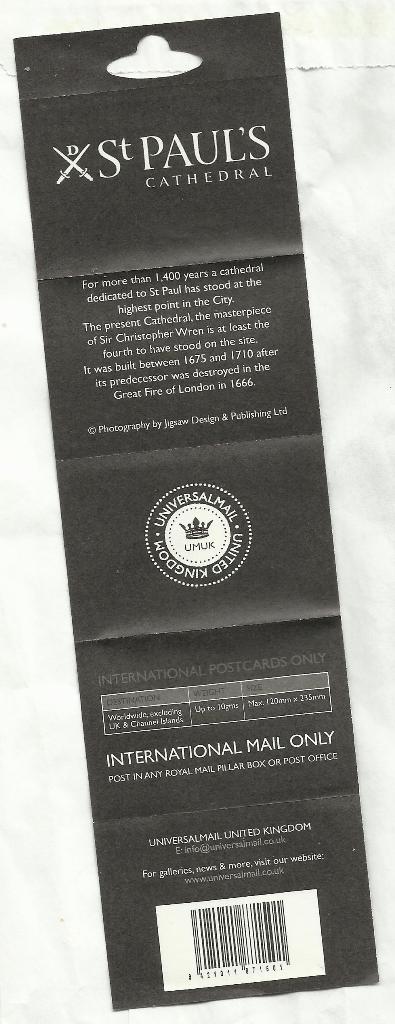 D
St PAUL'S
CATHEDRAL
For more than 1,400 years a cathedral
dedicated to St Paul has stood at the
highest point in the City.
The present Cathedral, the masterpiece
of Sir Christopher Wren is at least the
fourth to have stood on the site.
It was built between 1675 and 1710 after
its predecessor was destroyed in the
Great Fire of London in 1666.
© Photography by Jigsaw Design & Publishing Ltd
• UNIVERSALMAIL •
UNITED KINGDOM
UMUK
INTERNATIONAL POSTCARDS ONLY
DESTINATION WEIGHT SIZE
Worldwide, excluding Up to 10gms Max. 120mm x 235mm
UK & Channel Islands
INTERNATIONAL MAIL ONLY
POST IN ANY ROYAL MAIL PILLAR BOX OR POST OFFICE
UNIVERSALMAIL UNITED KINGDOM
E: info@universalmail.co.uk
For galleries, news & more, visit our website:
www.universalmail.co.uk